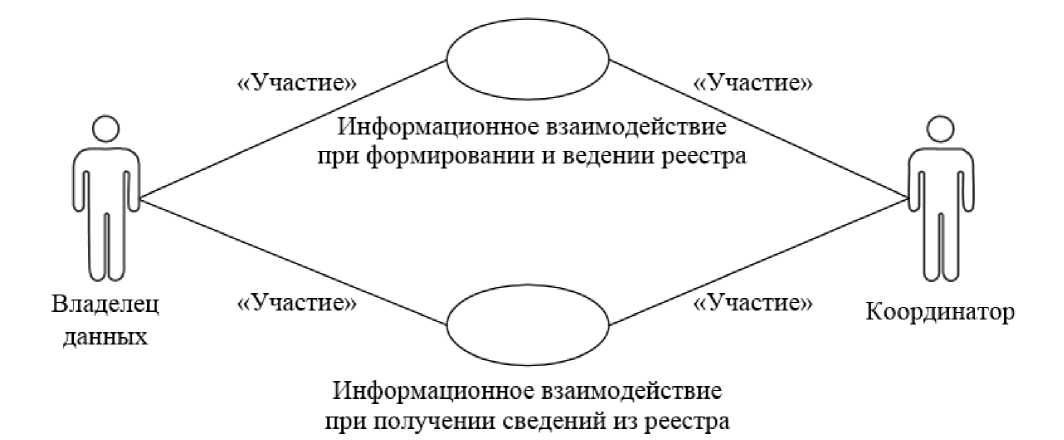 «Участие»
«Участие»
Информационное взаимодействие
при формировании и ведении реестра
Владелец
данных
«Участие»
«Участие»
Координатор
Информационное взаимодействие
при получении сведений из реестра